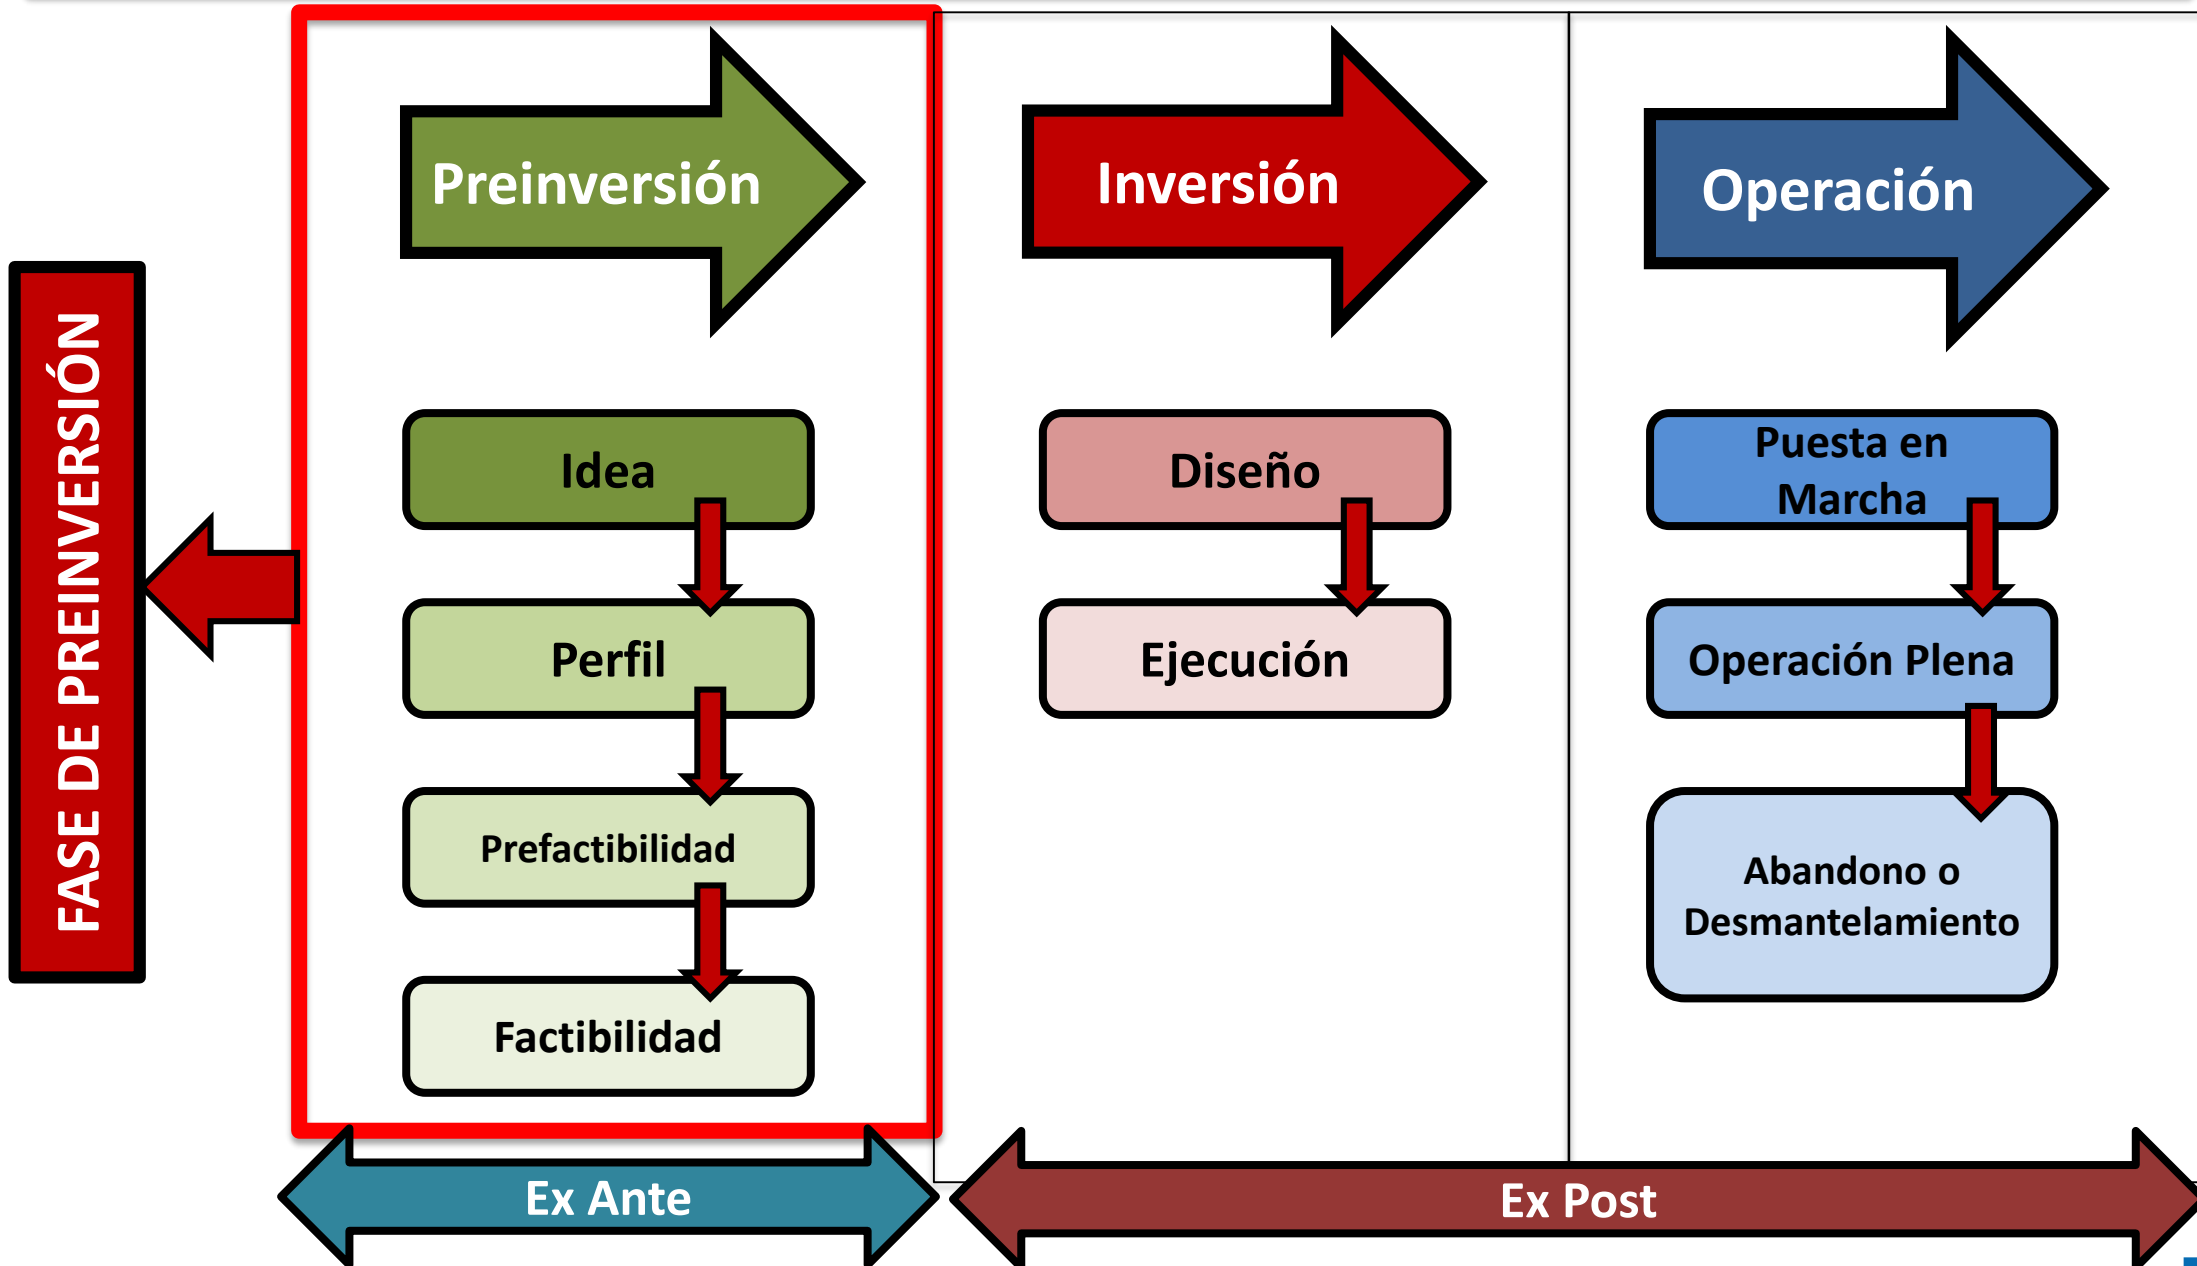 Preinversión
Inversión
Operación
FASE DE PREINVERSIÓN
Idea
Perfil
Prefactibilidad
Factibilidad
Diseño
Ejecución
Puesta en
Marcha
Operación Plena
Abandono o
Desmantelamiento
Ex Ante
Ex Post